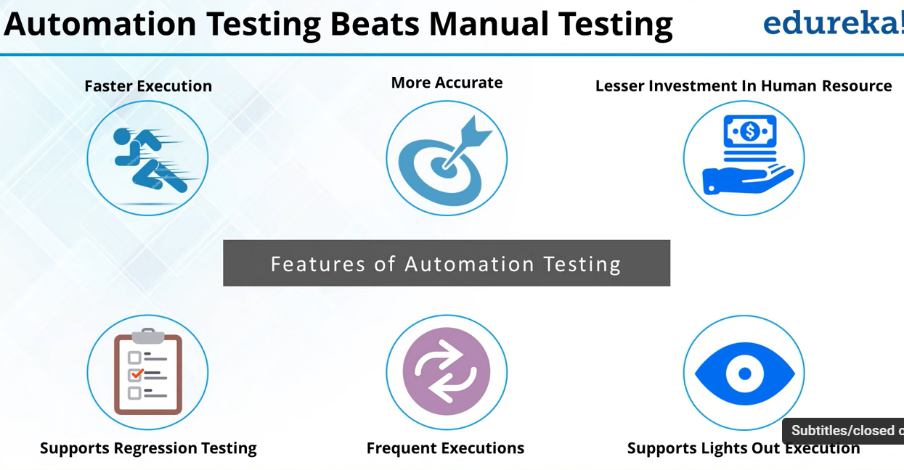 Automation Testing Beats Manual Testing
edureka!
Faster Execution
More Accurate
Lesser Investment In Human Resource
Features of Automation Testing
Supports Regression Testing
Frequent Executions
Supports Lights Out Execution
Subtitles/closed